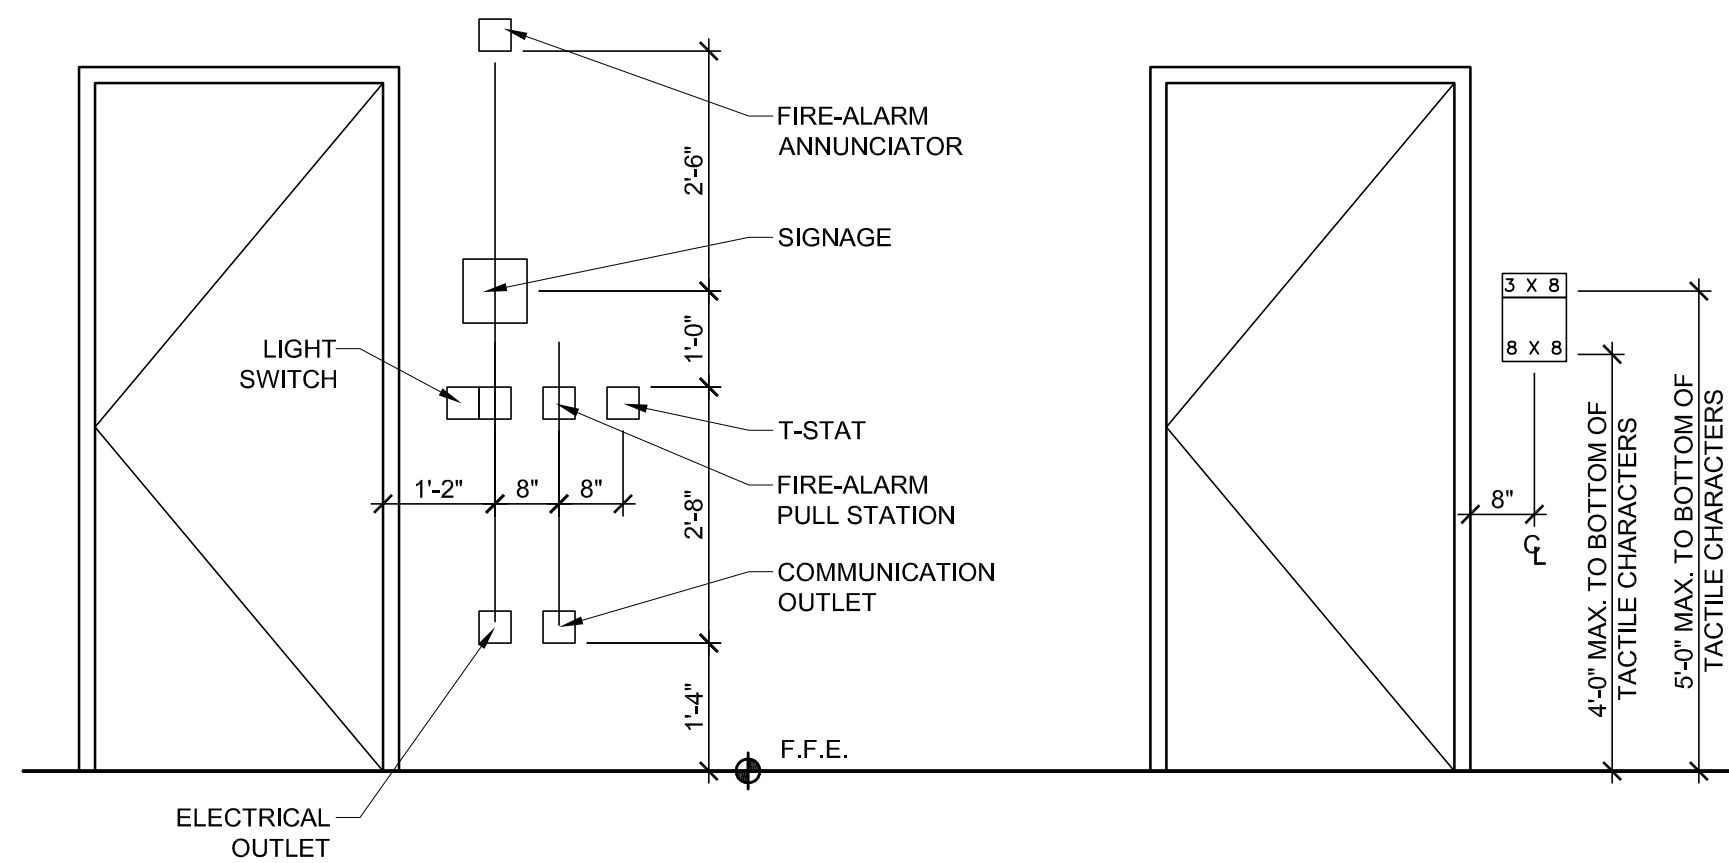 FIRE-ALARM
ANNUNCIATOR
2'-6"
SIGNAGE
1'-0"
LIGHT
SWITCH
T-STAT
1'-2"
8"
8"
FIRE-ALARM
PULL STATION
2'-8"
COMMUNICATION
OUTLET
1'-4"
F.F.E.
ELECTRICAL
OUTLET
3 X 8
8 X 8
8"
CL
4'-0" MAX. TO BOTTOM OF
TACTILE CHARACTERS
5'-0" MAX. TO BOTTOM OF
TACTILE CHARACTERS